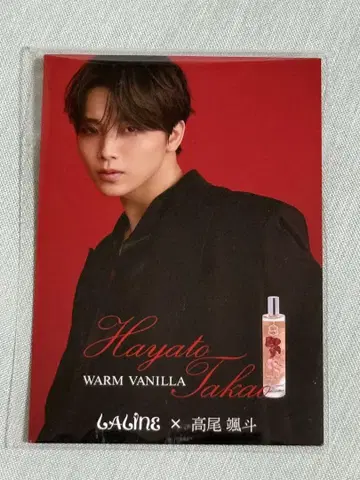 Hayato
WARM VANILLA Takao
LALINE × 高尾 颯斗